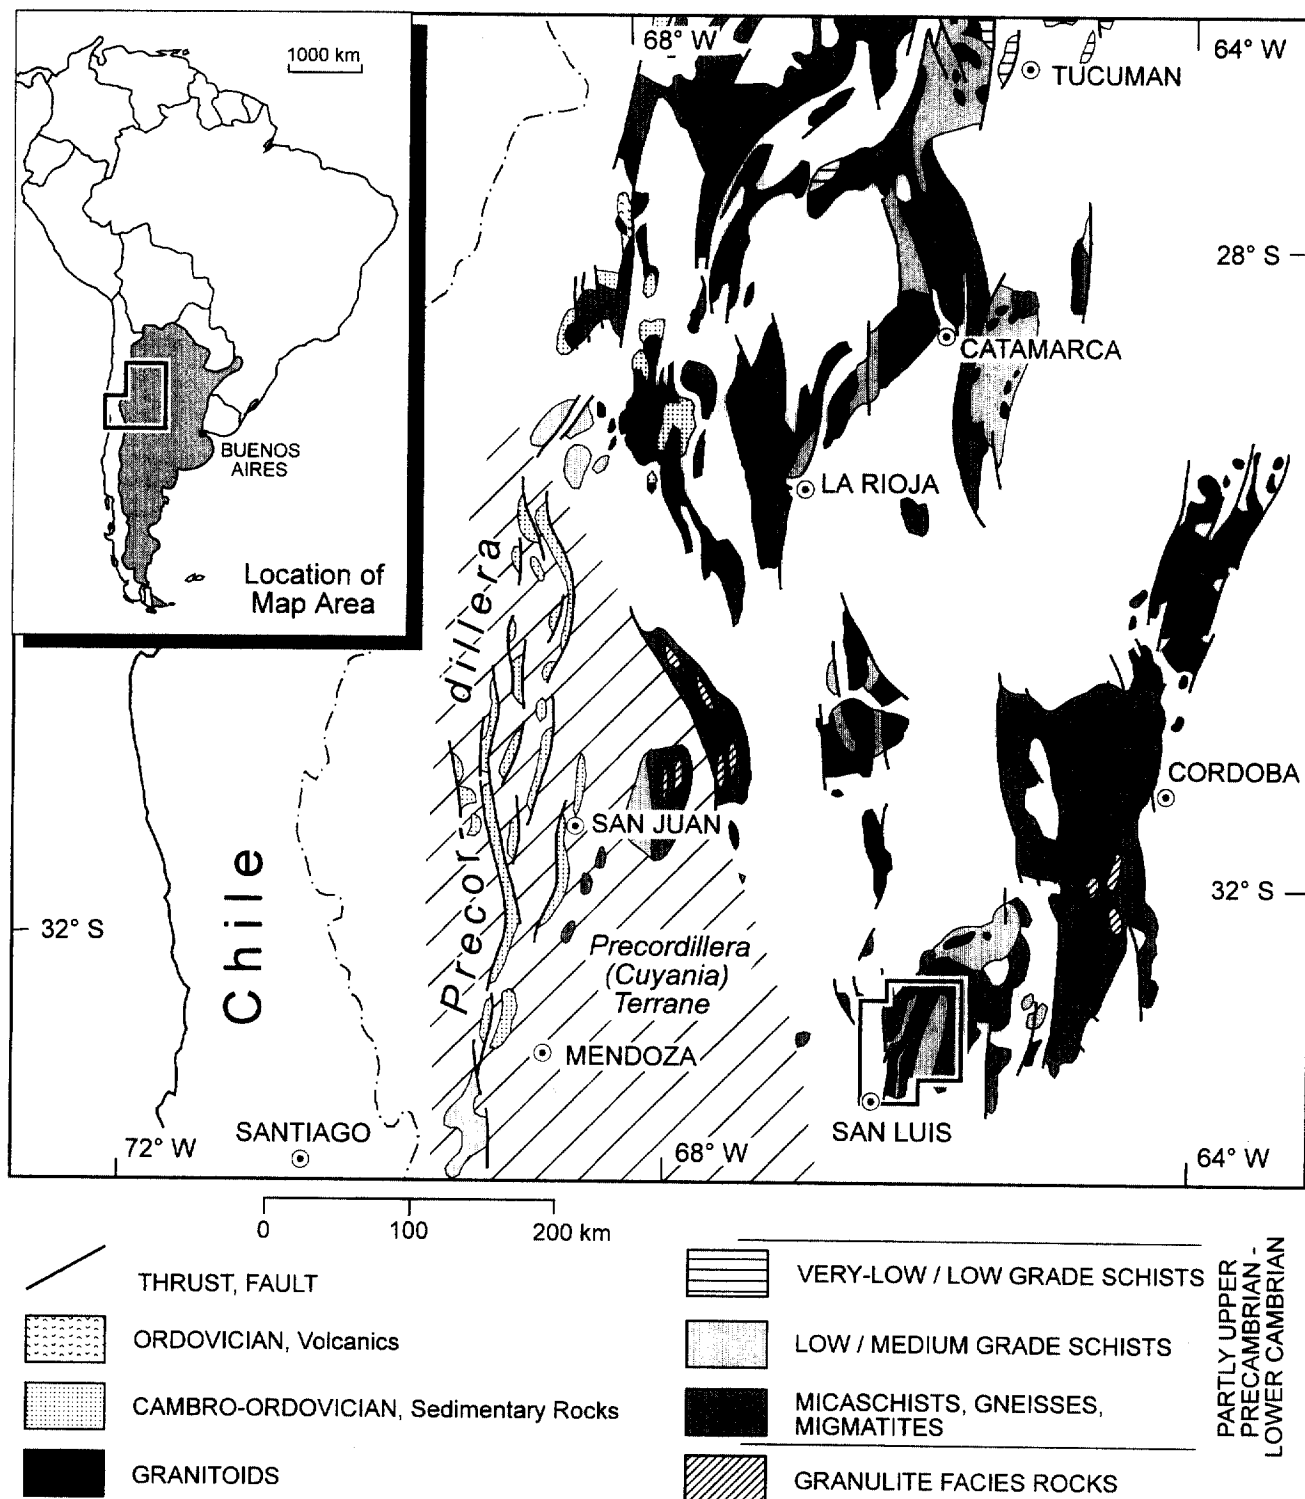 1000 km
BUENOS
AIRES
Location of
Map Area
68° W
64° W
TUCUMAN
28° S
CATAMARCA
LA RIOJA
CORDOBA
SAN JUAN
Precordillera
Chile
32° S
32° S
Precordillera
(Cuyania)
Terrane
MENDOZA
SAN LUIS
SANTIAGO
72° W
68° W
64° W
0 100 200 km
THRUST, FAULT
ORDOVICIAN, Volcanics
CAMBRO-ORDOVICIAN, Sedimentary Rocks
GRANITOIDS
VERY-LOW / LOW GRADE SCHISTS
LOW / MEDIUM GRADE SCHISTS
MICASCHISTS, GNEISSES,
MIGMATITES
GRANULITE FACIES ROCKS
PARTLY UPPER
PRECAMBRIAN -
LOWER CAMBRIAN